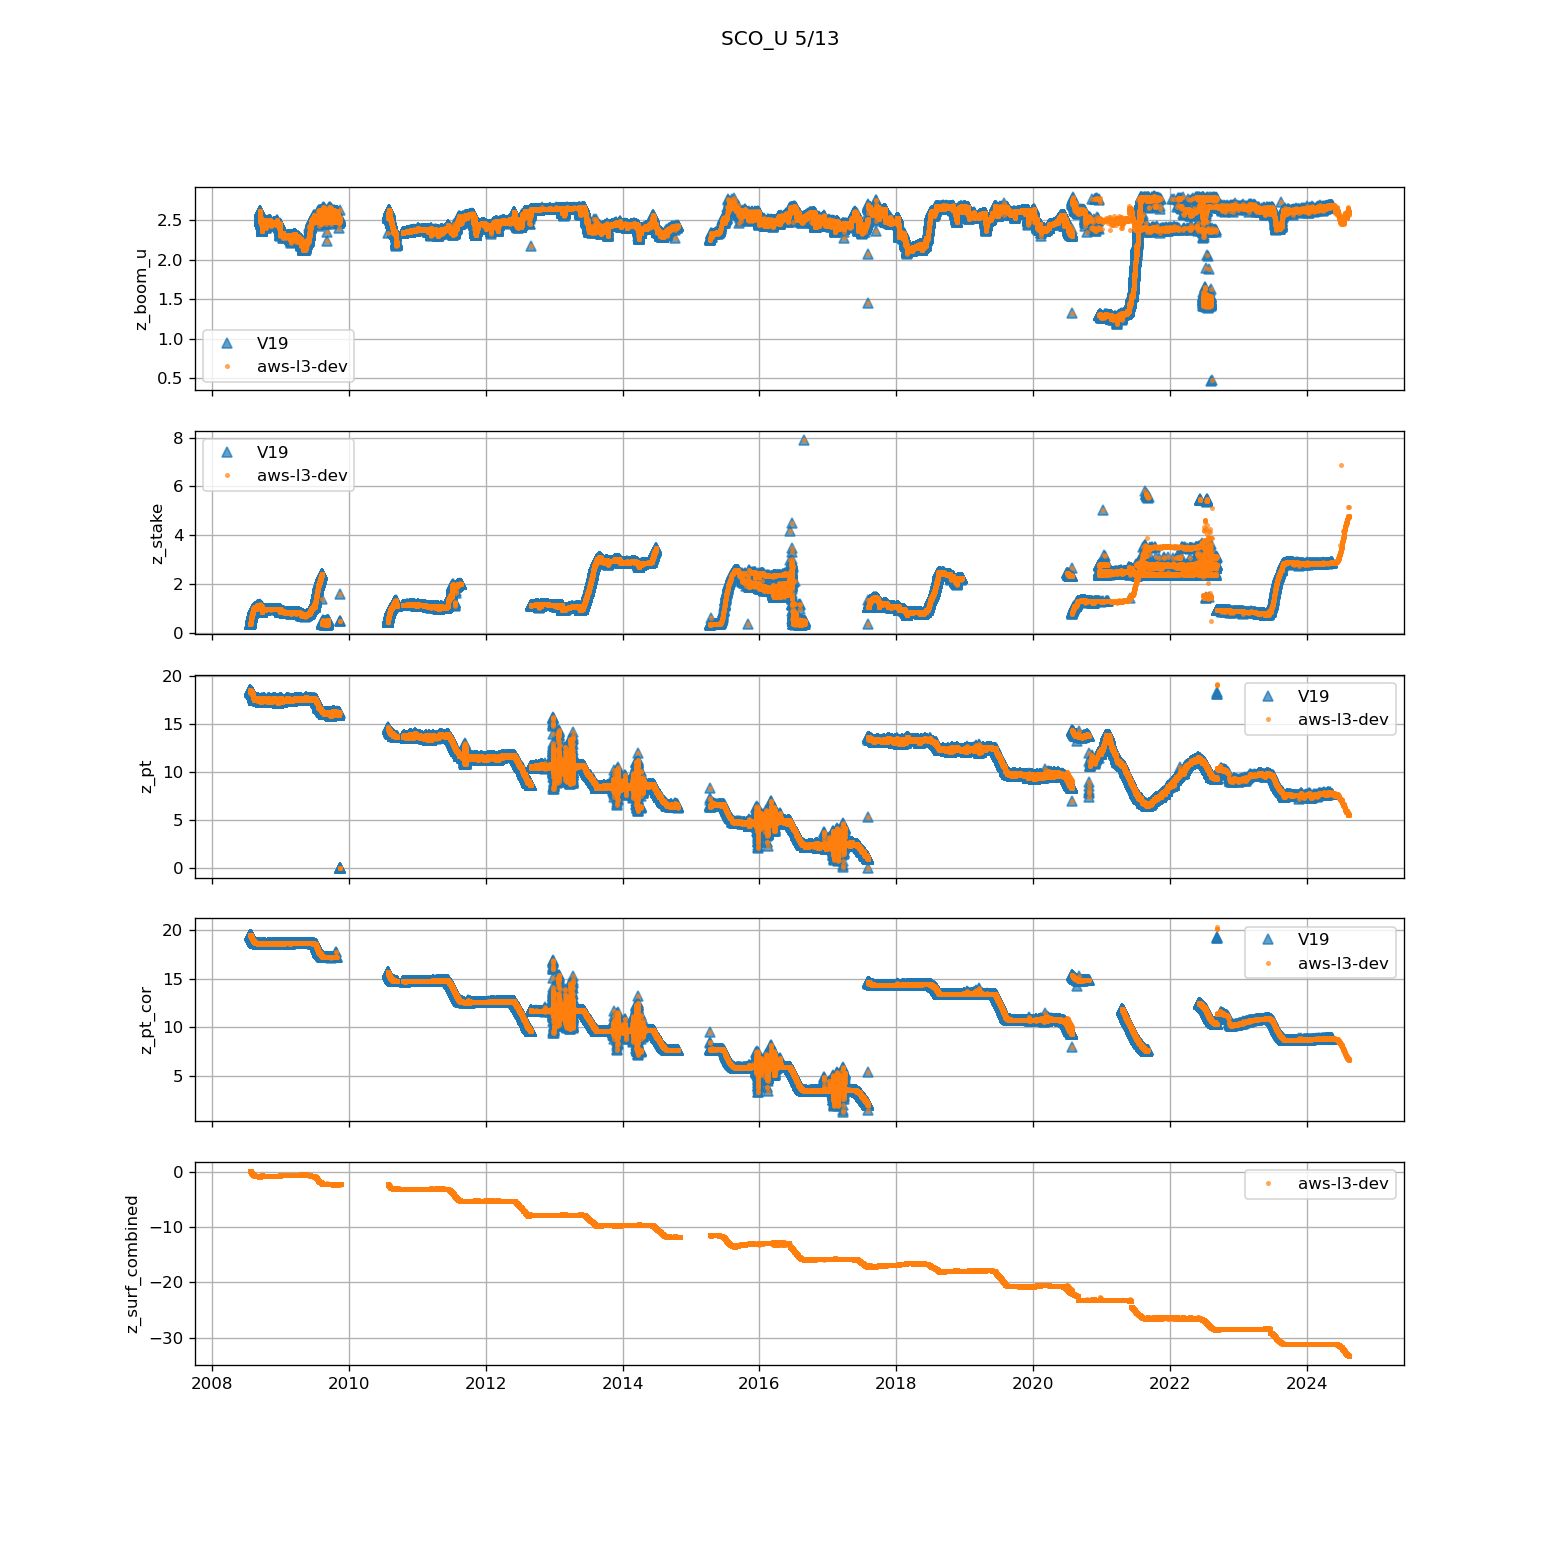 SCO_U 5/13
z_boom_u
2.5
2.0
1.5
1.0
0.5
V19
aws-l3-dev
z_stake
8
6
4
2
0
V19
aws-l3-dev
z_pt
20
15
10
5
0
V19
aws-l3-dev
z_pt_cor
20
15
10
5
V19
aws-l3-dev
z_surf_combined
0
−10
−20
−30
aws-l3-dev
2008 2010 2012 2014 2016 2018 2020 2022 2024